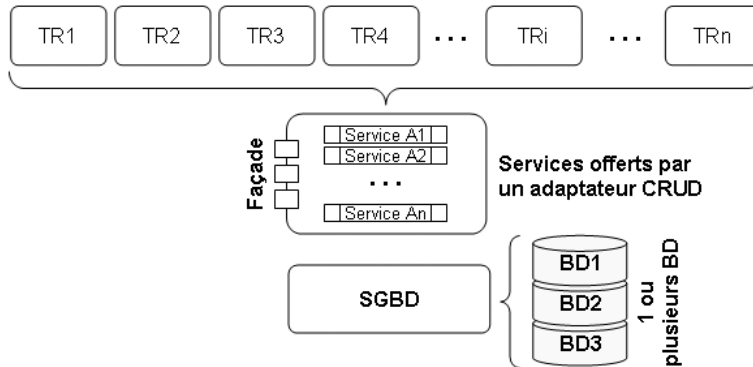 TR1 TR2 TR3 TR4 ... TRi ... TRn
Façade
Service A1
Service A2
...
Service An
Services offerts par
un adaptateur CRUD
SGBD
BD1
BD2
BD3
1 ou
plusieurs BD